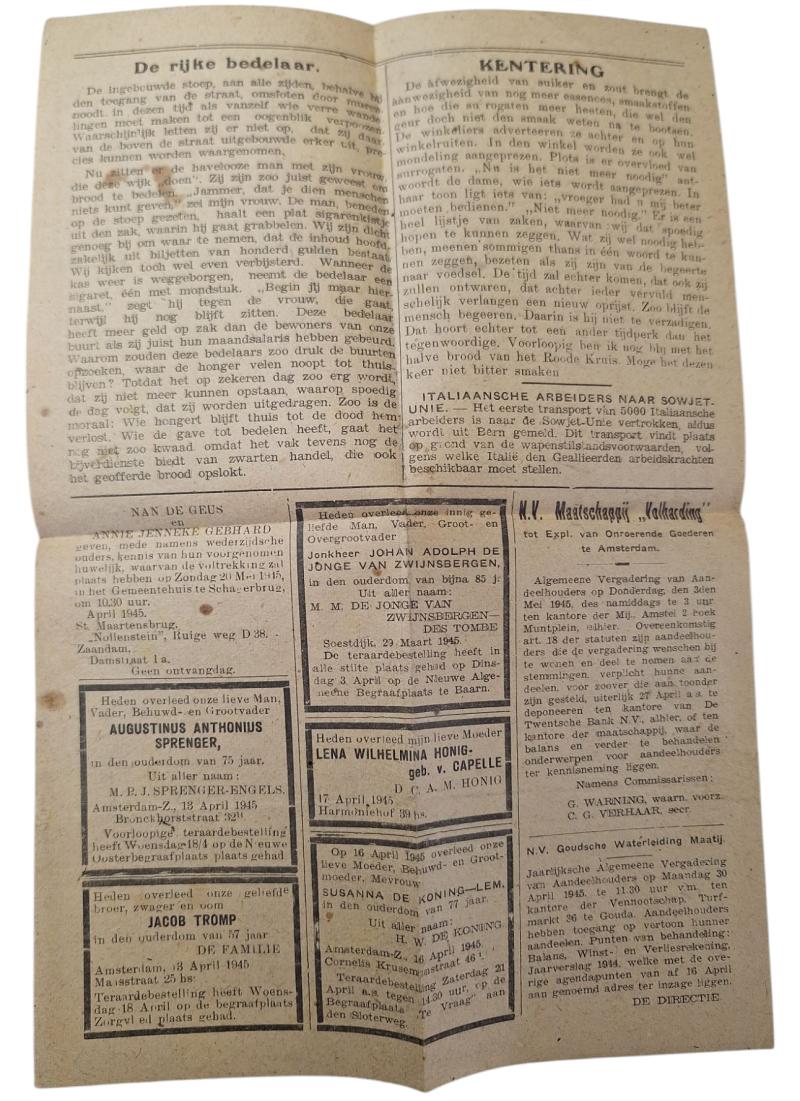 De rijke bedelaar.
De ingebouwde stoep, aan alle zijden, behalve bij
den toegang van de straat, omsloten door muren
noodt in dezen tijd als vanzelf wie verre wande
lingen moet maken tot een oogenblik verpoozen.
Waarschijnlijk letten zij er niet op, dat zij daar
van de boven de straat uitgebouwde erker uit, pre
cies kunnen worden waargenomen.
Nu zitten er de havelooze man met zijn vrouw,
die deze wijk „doen". Zij zijn zoo juist geweest om
brood te bedelen. „Jammer, dat je dien menschen
niets kunt geven," zei mijn vrouw. De man, beneden
op de stoep gezeten, haalt een plat sigarenkistje
uit den zak, waarin hij gaat grabbelen. Wij zijn dicht
genoeg bij om waar te nemen, dat de inhoud hoofd
zakelijk uit biljetten van honderd gulden bestaat
Wij kijken toch wel even verbijsterd. Wanneer de
kas weer is weggeborgen, neemt de bedelaar een
sigaret, één met mondstuk. „Begin jij maar hier-
naast," zegt hij tegen de vrouw, die gaat
terwijl hij nog blijft zitten. Deze bedelaar
heeft meer geld op zak dan de bewoners van onze
buurt als zij juist hun maandsalaris hebben gebeurd.
Waarom zouden deze bedelaars zoo druk de buurten
opzoeken, waar de honger velen noopt tot thuis
blijven? Totdat het op zekeren dag zoo erg wordt,
dat zij niet meer kunnen opstaan, waarop spoedig
de dag volgt, dat zij worden uitgedragen. Zoo is de
moraal: Wie hongert blijft thuis tot de dood hem
verlost. Wie de gave tot bedelen heeft, gaat het
nog niet zoo kwaad omdat het vak tevens nog de
bijverdienste biedt van zwarten handel, die ook
het geofferde brood opslokt.
KENTERING
De afwezigheid van suiker en zout brengt de
aanwezigheid van nog meer essences, smaakstoffen
en hoe die surogaten meer heeten, die wel den
geur doch niet den smaak weten na te bootsen.
De winkeliers adverteeren ze achter en op hun
winkelruiten. In den winkel worden ze ook wel
mondeling aangeprezen. Plots is er overvloed van
surrogaten. „Nu is het niet meer noodig" ant-
woordt de dame, wie iets wordt aangeprezen. In
haar toon ligt iets van: „vroeger had u mij beter
moeten bedienen." „Niet meer noodig." Er is een
heel lijstje van zaken, waarvan wij dat spoedig
hopen te kunnen zeggen. Wat zij wel noodig heb-
ben, meenen sommigen thans in één woord te kun-
nen zeggen, bezeten als zij zijn van de begeerte
naar voedsel. De tijd zal echter komen, dat ook zij
zullen ontwaren, dat achter ieder vervuld men-
schelijk verlangen een nieuw oprijst. Zoo blijft de
mensch begeeren. Daarin is hij niet te verzadigen.
Dat hoort echter tot een ander tijdperk dan het
tegenwoordige. Voorloopig ben ik nog blij met het
halve brood van het Roode Kruis. Moge het dezen
keer niet bitter smaken
ITALIAANSCHE ARBEIDERS NAAR SOWJET-
UNIE. — Het eerste transport van 5000 Italiaansche
arbeiders is naar de Sowjet-Unie vertrokken, aldus
wordt uit Bern gemeld. Dit transport vindt plaats
op grond van de wapenstilstandsvoorwaarden, vol-
gens welke Italië den Geallieerden arbeidskrachten
beschikbaar moet stellen.
NAN DE GEUS
en
ANNIE JENNEKE GEBHARD
geven, mede namens wederzijdsche
ouders, kennis van hun voorgenomen
huwelijk, waarvan de voltrekking zal
plaats hebben op Zondag 20 Mei 1945,
in het Gemeentehuis te Schagerbrug,
om 10.30 uur.
April 1945.
St. Maartensbrug,
„Nollenstein", Ruige weg D 38.
Zaandam,
Damstraat 1a.
Geen ontvangdag.
Heden overleed onze lieve Man,
Vader, Behuwd- en Grootvader
AUGUSTINUS ANTHONIUS
SPRENGER,
in den ouderdom van 75 jaar.
Uit aller naam:
M. P. J. SPRENGER-ENGELS.
Amsterdam-Z., 13 April 1945
Bronckhorststraat 32
Voorloopige teraardebestelling
heeft Woensdag 18/4 op de Nieuwe
Oosterbegraafplaats plaats gehad
Heden overleed onze geliefde
broer, zwager en oom
JACOB TROMP
in den ouderdom van 57 jaar
DE FAMILIE
Amsterdam, 13 April 1945
Maasstraat 25 hs.
Teraardebestelling heeft Woens-
dag 18 April op de begraafplaats
Zorgvlied plaats gehad.
Heden overleed onze innig ge-
liefde Man, Vader, Groot- en
Overgrootvader
Jonkheer JOHAN ADOLPH DE
JONGE VAN ZWIJNSBERGEN,
in den ouderdom van bijna 85 j.
Uit aller naam:
M. M. DE JONGE VAN
ZWIJNSBERGEN—
DES TOMBE
Soestdijk, 29 Maart 1945.
De teraardebestelling heeft in
alle stilte plaats gehad op Dins-
dag 3 April op de Nieuwe Alge-
meene Begraafplaats te Baarn.
Heden overleed mijn lieve Moeder
LENA WILHELMINA HONIG-
geb. v. CAPELLE
D. C. A. M. HONIG
17 April 1945
Harmoniehof 39 hs.
Op 16 April 1945 overleed onze
lieve Moeder, Behuwd- en Groot-
moeder, Mevrouw
SUSANNA DE KONING—LEM,
in den ouderdom van 77 jaar.
Uit aller naam:
H. W. DE KONING
Amsterdam-Z., 16 April 1945.
Cornelis Krusemanstraat 46
Teraardebestelling Zaterdag 21
April a.s. tegen 14.30 uur, op de
Begraafplaats „Te Vraag" aan
den Sloterweg.
N.V. Maatschappij „Volharding"
tot Expl. van Onroerende Goederen
te Amsterdam.
Algemeene Vergadering van Aan-
deelhouders op Donderdag, den 3den
Mei 1945, des namiddags te 3 uur
ten kantore der Mij., Amstel 2 hoek
Muntplein, alhier. Overeenkomstig
art. 18 der statuten zijn aandeelhou-
ders die de vergadering wenschen bij
te wonen en deel te nemen aan de
stemmingen, verplicht hunne aan-
deelen, voor zoover die aan toonder
zijn gesteld, uiterlijk 27 April a.s. te
deponeeren ten kantore van De
Twentsche Bank N.V., alhier, of ten
kantore der maatschappij, waar de
balans en verder te behandelen
onderwerpen voor aandeelhouders
ter kennisneming liggen.
Namens Commissarissen:
G. WARNING, waarn. voorz.
C. G. VERHAAR, secr.
N.V. Goudsche Waterleiding Maatij.
Jaarlijksche Algemeene Vergadering
van Aandeelhouders op Maandag 30
April 1945, te 11.30 uur v.m. ten
kantore der Vennootschap, Turf-
markt 36 te Gouda. Aandeelhouders
hebben toegang op vertoon hunner
aandeelen. Punten van behandeling:
Balans, Winst- en Verliesrekening,
Jaarverslag 1944, welke met de ove-
rige agendapunten van af 16 April
aan genoemd adres ter inzage liggen.
DE DIRECTIE.